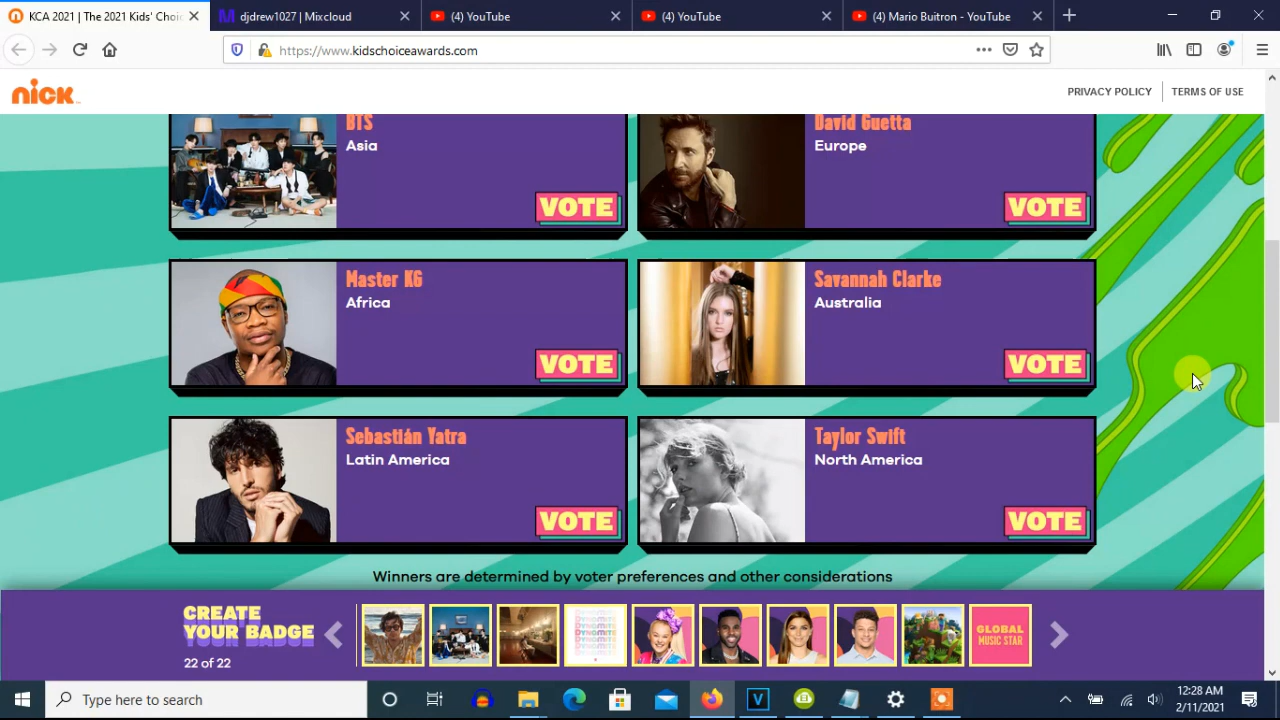 KCA 2021 | The 2021 Kids' Choi
djdrew1027 | Mixcloud
(4) YouTube
(4) YouTube
(4) Mario Buitron - YouTube
https://www.kidschoiceawards.com
nick
PRIVACY POLICY
TERMS OF USE
BTS
Asia
VOTE
David Guetta
Europe
VOTE
Master KG
Africa
VOTE
Savannah Clarke
Australia
VOTE
Sebastián Yatra
Latin America
VOTE
Taylor Swift
North America
VOTE
Winners are determined by voter preferences and other considerations
CREATE
YOUR BADGE
22 of 22
DYNAMITE
GLOBAL
MUSIC STAR
Type here to search
12:28 AM
2/11/2021